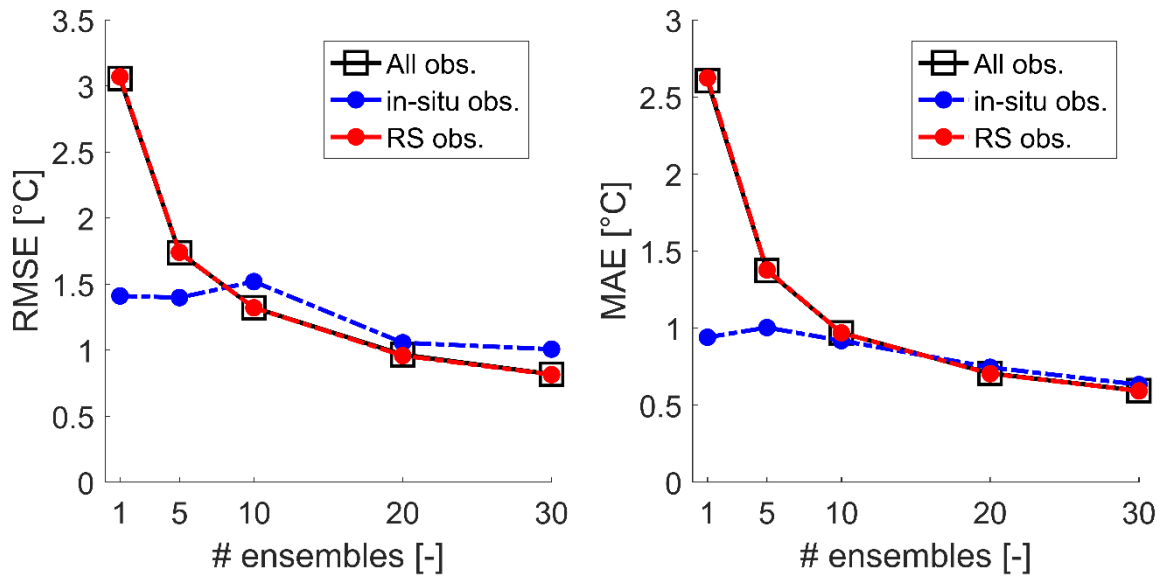 RMSE [°C]
3.5
3
2.5
2
1.5
1
0.5
0
1 5 10 20 30
# ensembles [-]
All obs.
in-situ obs.
RS obs.
MAE [°C]
3
2.5
2
1.5
1
0.5
0
1 5 10 20 30
# ensembles [-]
All obs.
in-situ obs.
RS obs.